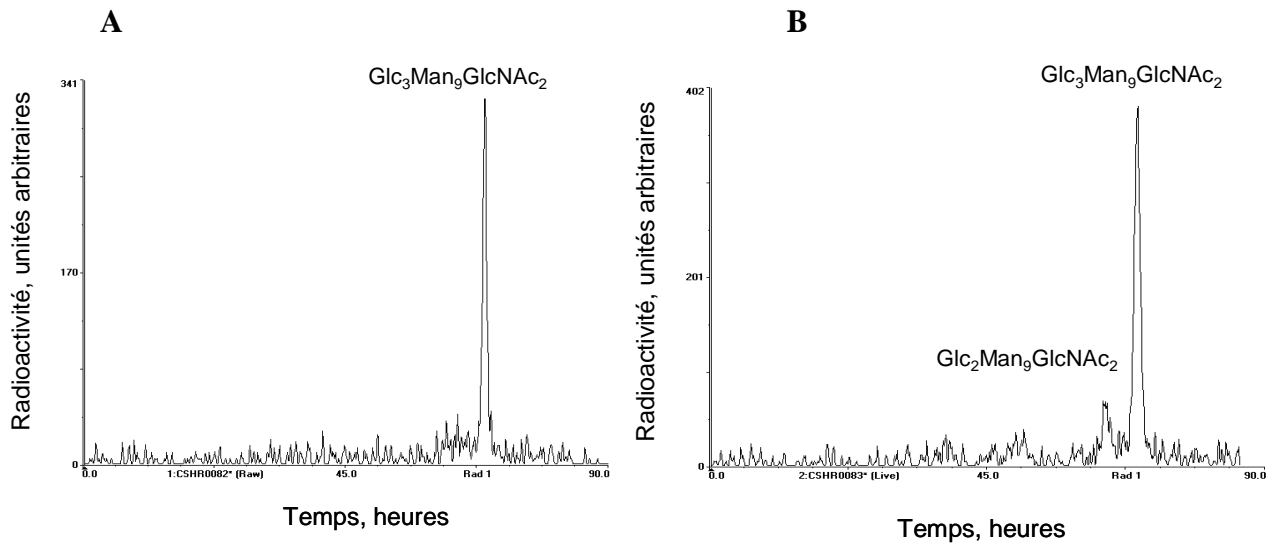 A
Glc₃Man₉GlcNAc₂
341
170
0
Radioactivité, unités arbitraires
0.0
1:CSHR0082* (Raw)
45.0
Rad 1
90.0
Temps, heures
B
Glc₃Man₉GlcNAc₂
402
201
0
Radioactivité, unités arbitraires
Glc₂Man₉GlcNAc₂
0.0
2:CSHR0083* (Live)
45.0
Rad 1
90.0
Temps, heures